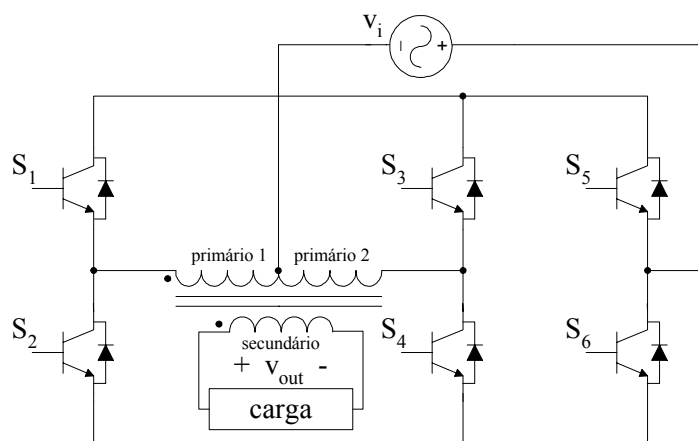 v_i
S_1
S_3
S_5
primário 1
primário 2
S_2
secundário
S_4
S_6
+ v_out -
carga